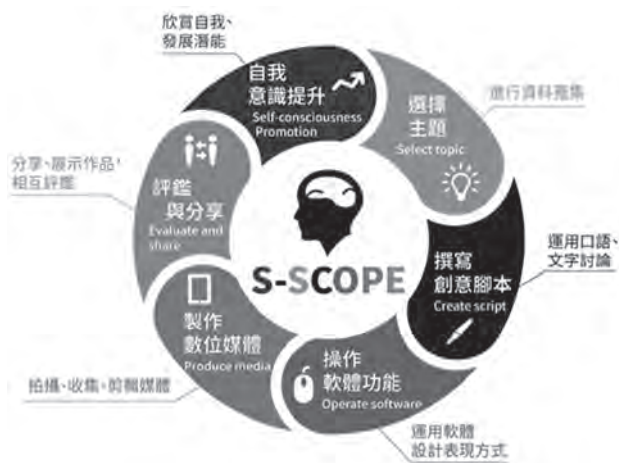 欣賞自我、
發展潛能
自我
意識提升
Self-consciousness
Promotion
選擇
主題
Select topic
進行資料蒐集
撰寫
創意腳本
Create script
運用口語、
文字討論
操作
軟體功能
Operate software
運用軟體
設計表現方式
製作
數位媒體
Produce media
拍攝、收集、剪輯媒體
評鑑
與分享
Evaluate and
share
分享、展示作品，
相互評鑑
S-SCOPE